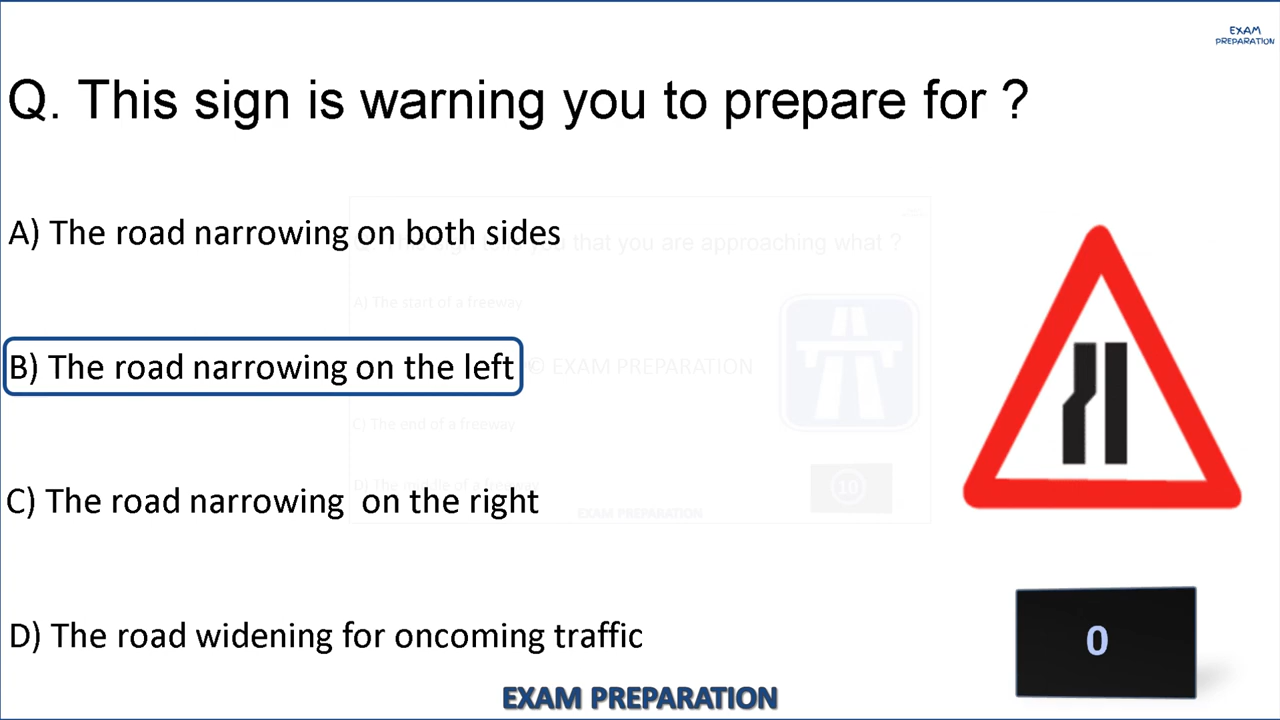 EXAM
PREPARATION
Q. This sign is warning you to prepare for ?
A) The road narrowing on both sides
that you are approaching what ?
A) The start of a freeway
B) The road narrowing on the left
© EXAM PREPARATION
C) The end of a freeway
C) The road narrowing on the right
10
EXAM PREPARATION
D) The road widening for oncoming traffic
0
EXAM PREPARATION